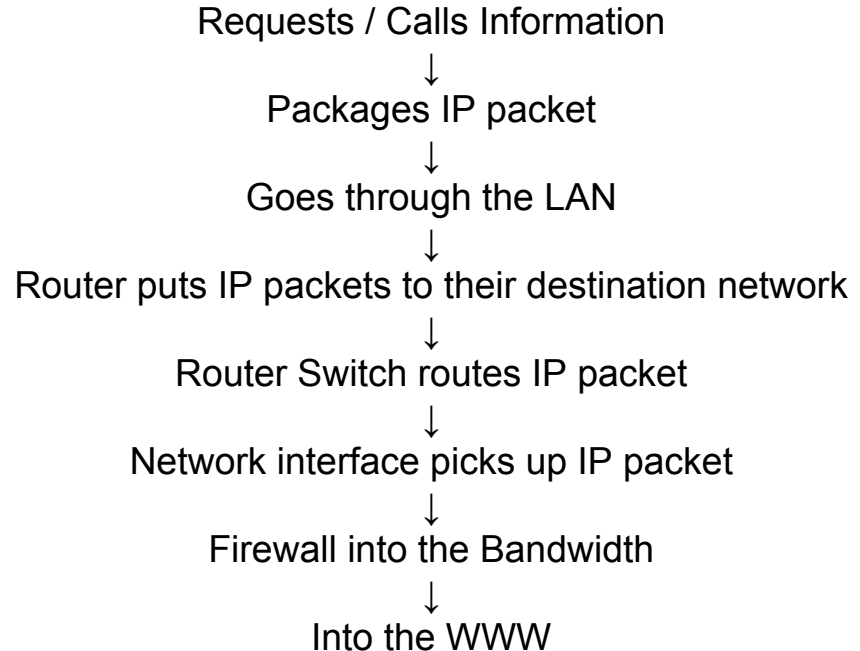 Requests / Calls Information
↓
Packages IP packet
↓
Goes through the LAN
↓
Router puts IP packets to their destination network
↓
Router Switch routes IP packet
↓
Network interface picks up IP packet
↓
Firewall into the Bandwidth
↓
Into the WWW